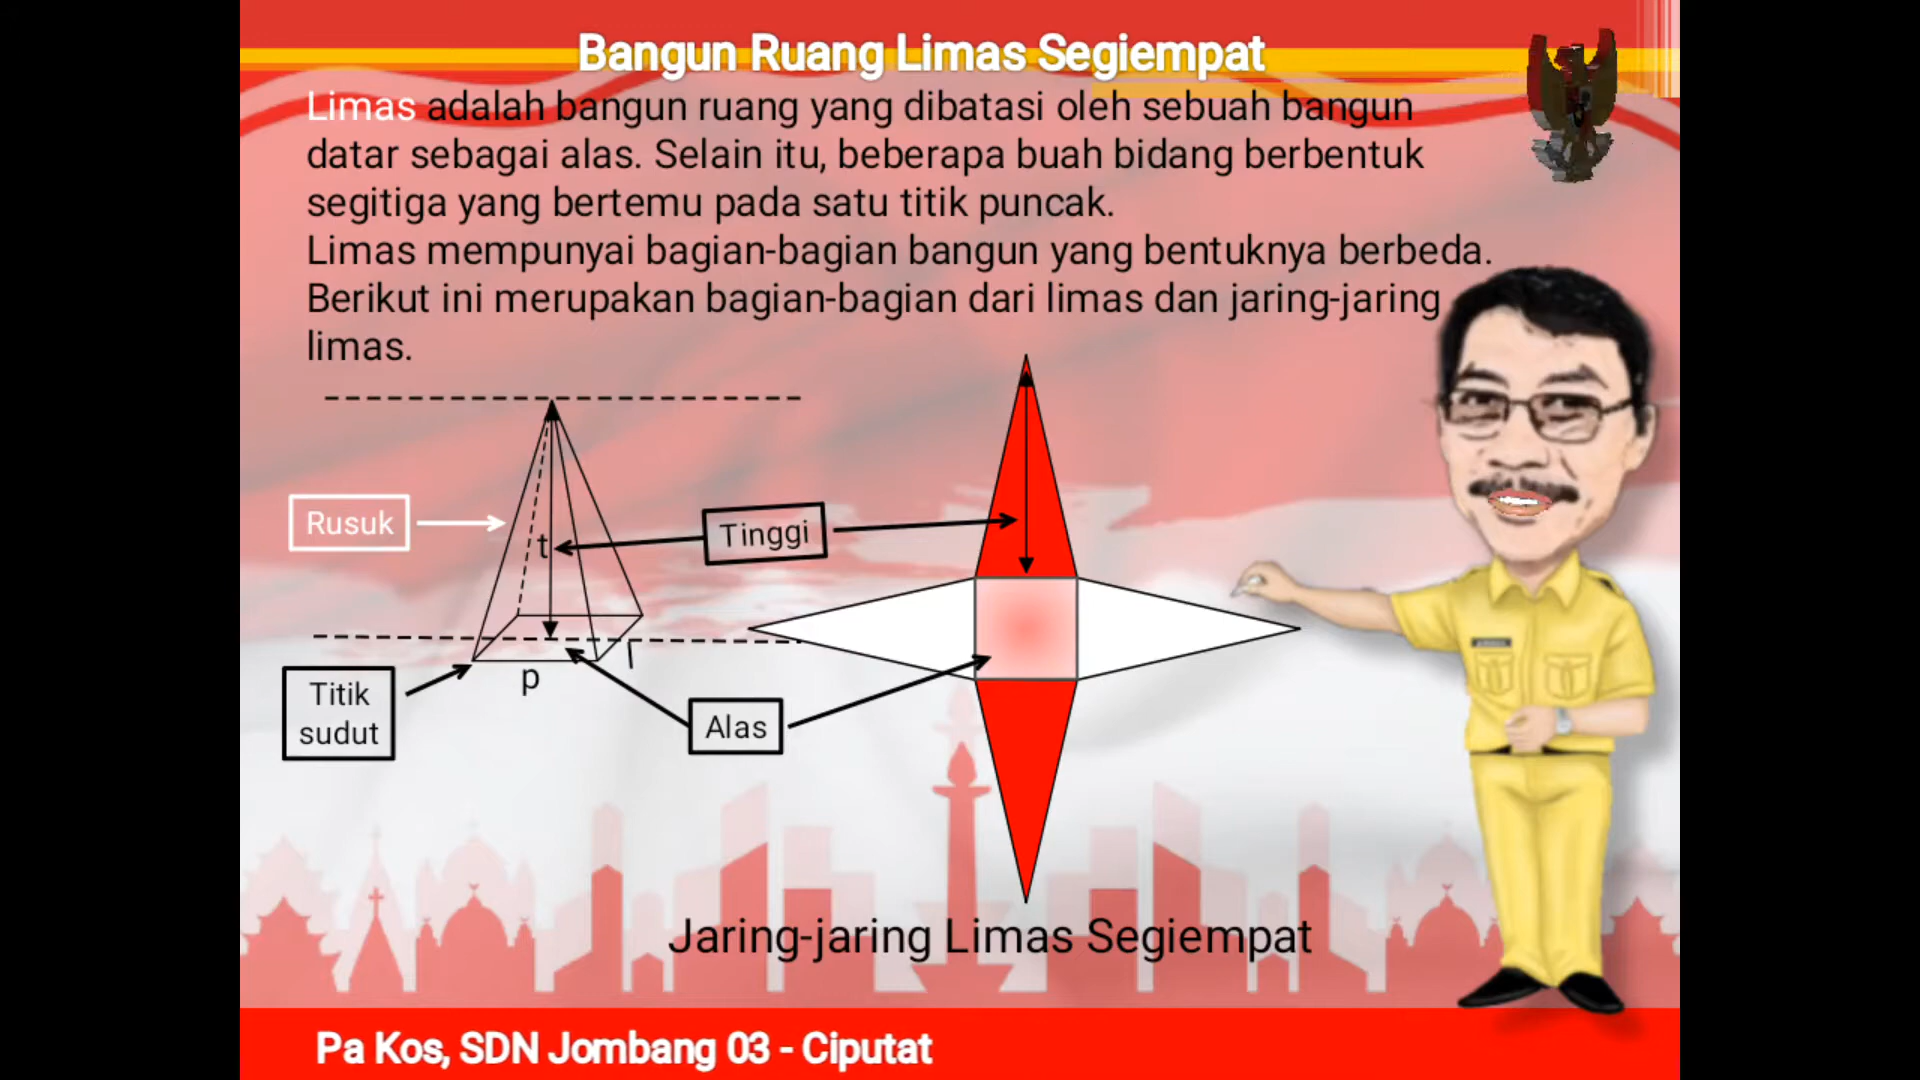 Bangun Ruang Limas Segiempat
Limas adalah bangun ruang yang dibatasi oleh sebuah bangun
datar sebagai alas. Selain itu, beberapa buah bidang berbentuk
segitiga yang bertemu pada satu titik puncak.
Limas mempunyai bagian-bagian bangun yang bentuknya berbeda.
Berikut ini merupakan bagian-bagian dari limas dan jaring-jaring
limas.
Rusuk
t
Tinggi
l
p
Titik
sudut
Alas
Jaring-jaring Limas Segiempat
Pa Kos, SDN Jombang 03 - Ciputat